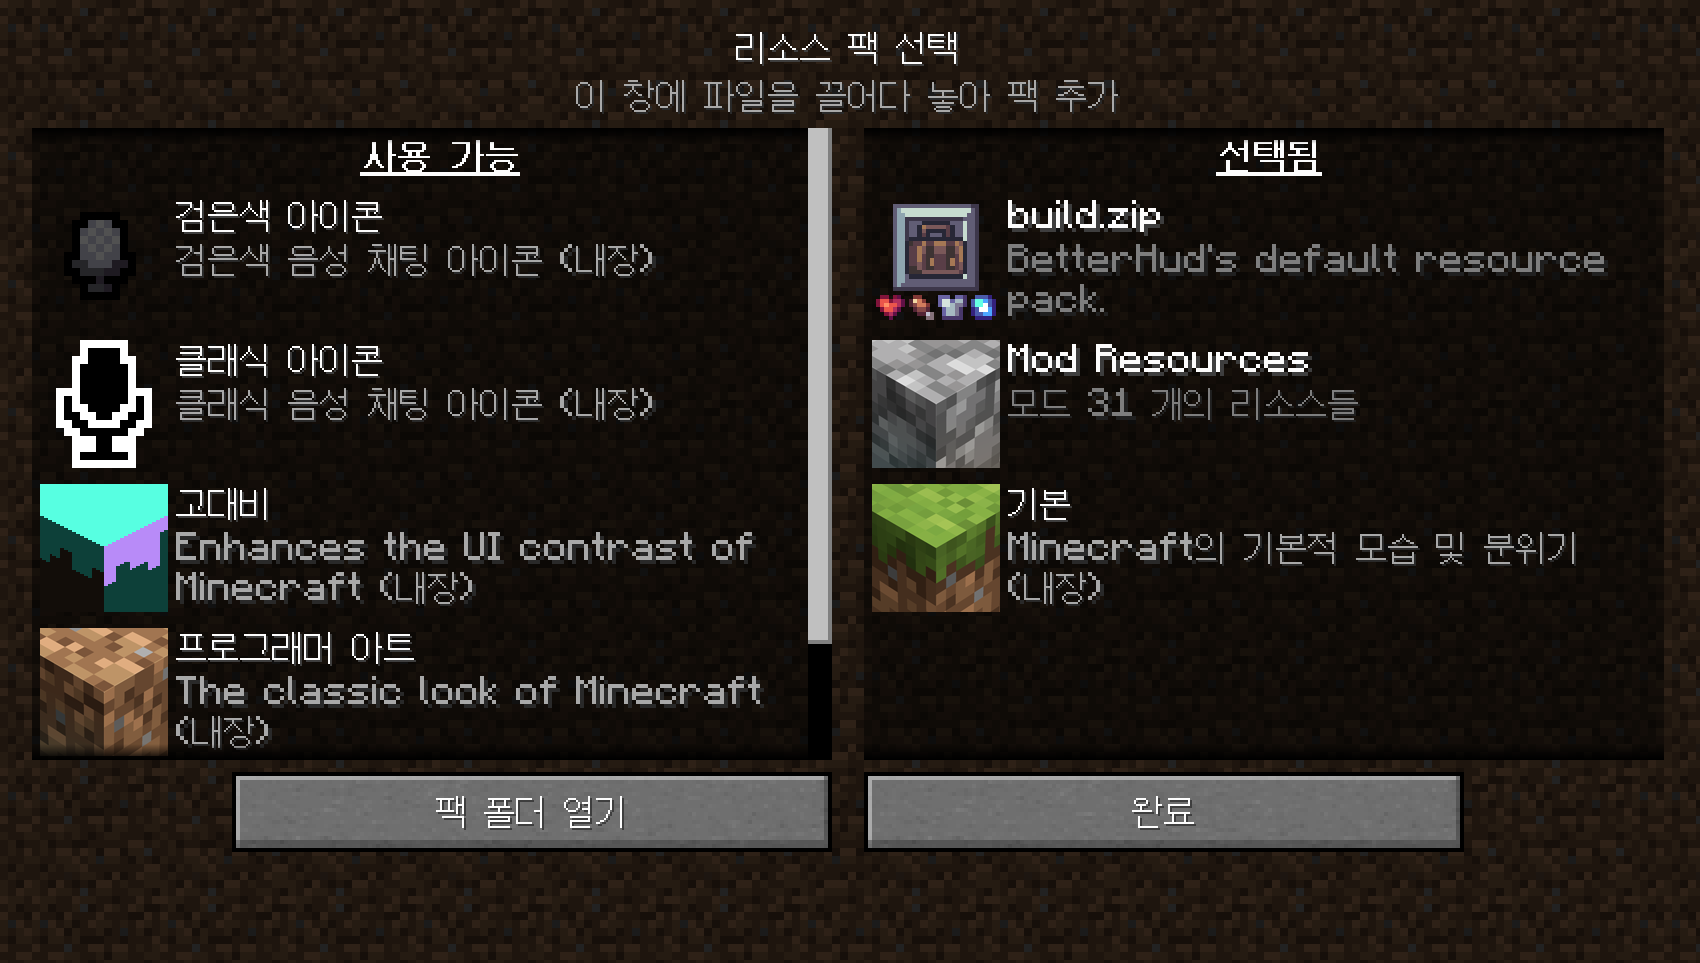 리소스 팩 선택
이 창에 파일을 끌어다 놓아 팩 추가
사용 가능
검은색 아이콘
검은색 음성 채팅 아이콘 (내장)
클래식 아이콘
클래식 음성 채팅 아이콘 (내장)
고대비
Enhances the UI contrast of
Minecraft (내장)
프로그래머 아트
The classic look of Minecraft
(내장)
선택됨
build.zip
BetterHud's default resource
pack.
Mod Resources
모드 31 개의 리소스들
기본
Minecraft의 기본적 모습 및 분위기
(내장)
팩 폴더 열기
완료